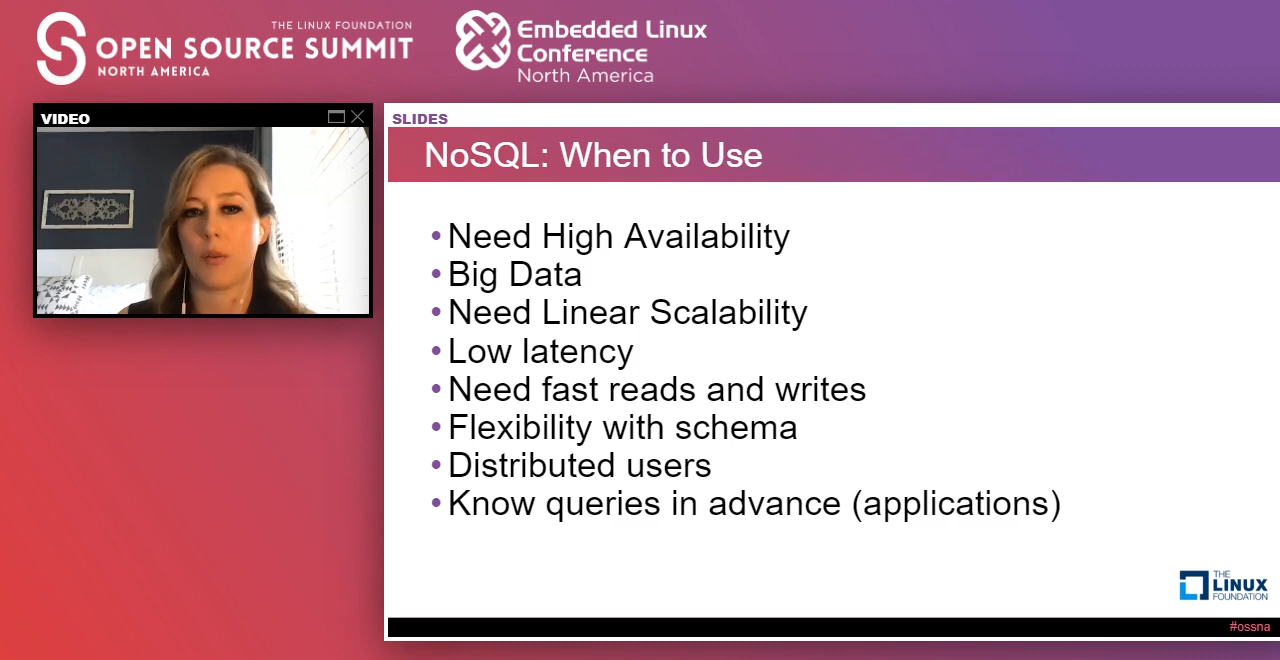 THE LINUX FOUNDATION
OPEN SOURCE SUMMIT
NORTH AMERICA
Embedded Linux
Conference
North America
VIDEO
SLIDES
NoSQL: When to Use
•Need High Availability
•Big Data
•Need Linear Scalability
•Low latency
•Need fast reads and writes
•Flexibility with schema
•Distributed users
•Know queries in advance (applications)
THE
LINUX
FOUNDATION
#ossna